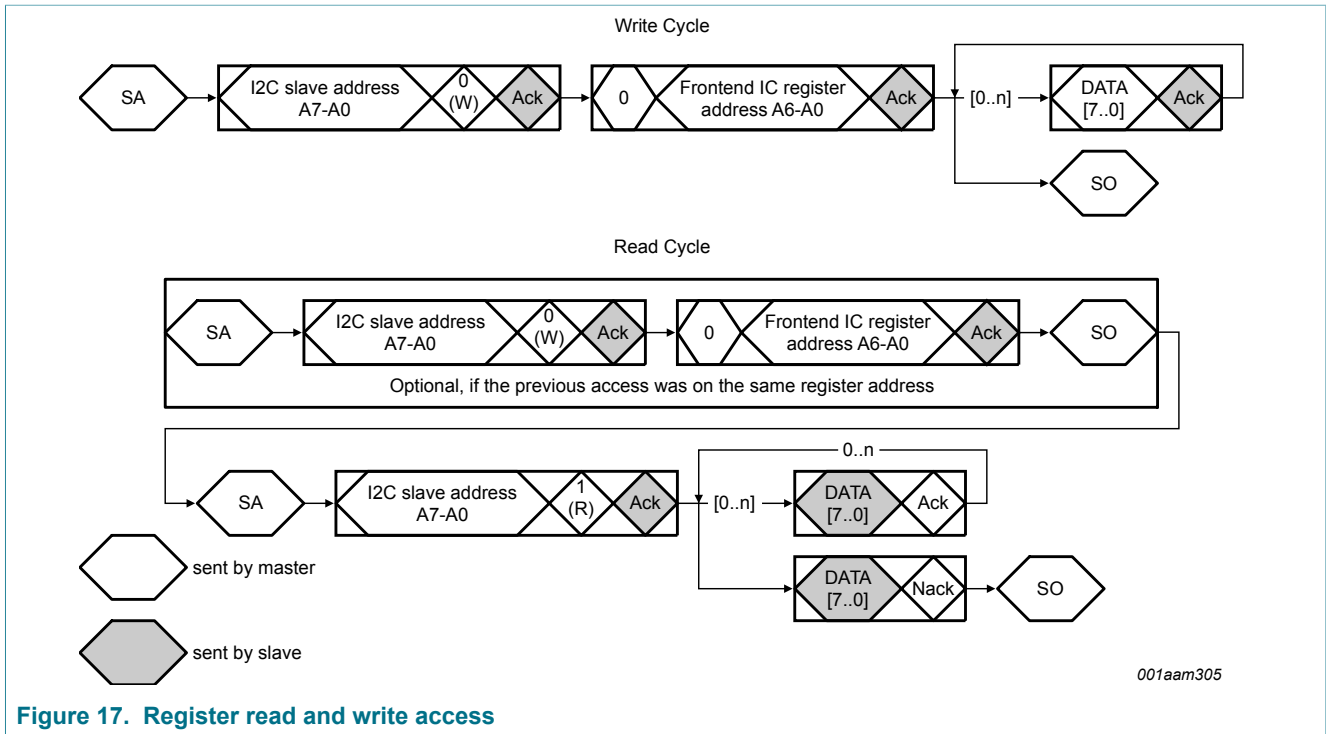 Write Cycle
SA
I2C slave address
A7-A0
0
(W)
Ack
0
Frontend IC register
address A6-A0
Ack
[0..n]
DATA
[7..0]
Ack
SO
Read Cycle
SA
I2C slave address
A7-A0
0
(W)
Ack
0
Frontend IC register
address A6-A0
Ack
SO
Optional, if the previous access was on the same register address
0..n
SA
I2C slave address
A7-A0
1
(R)
Ack
[0..n]
DATA
[7..0]
Ack
sent by master
DATA
[7..0]
Nack
SO
sent by slave
001aam305
Figure 17. Register read and write access